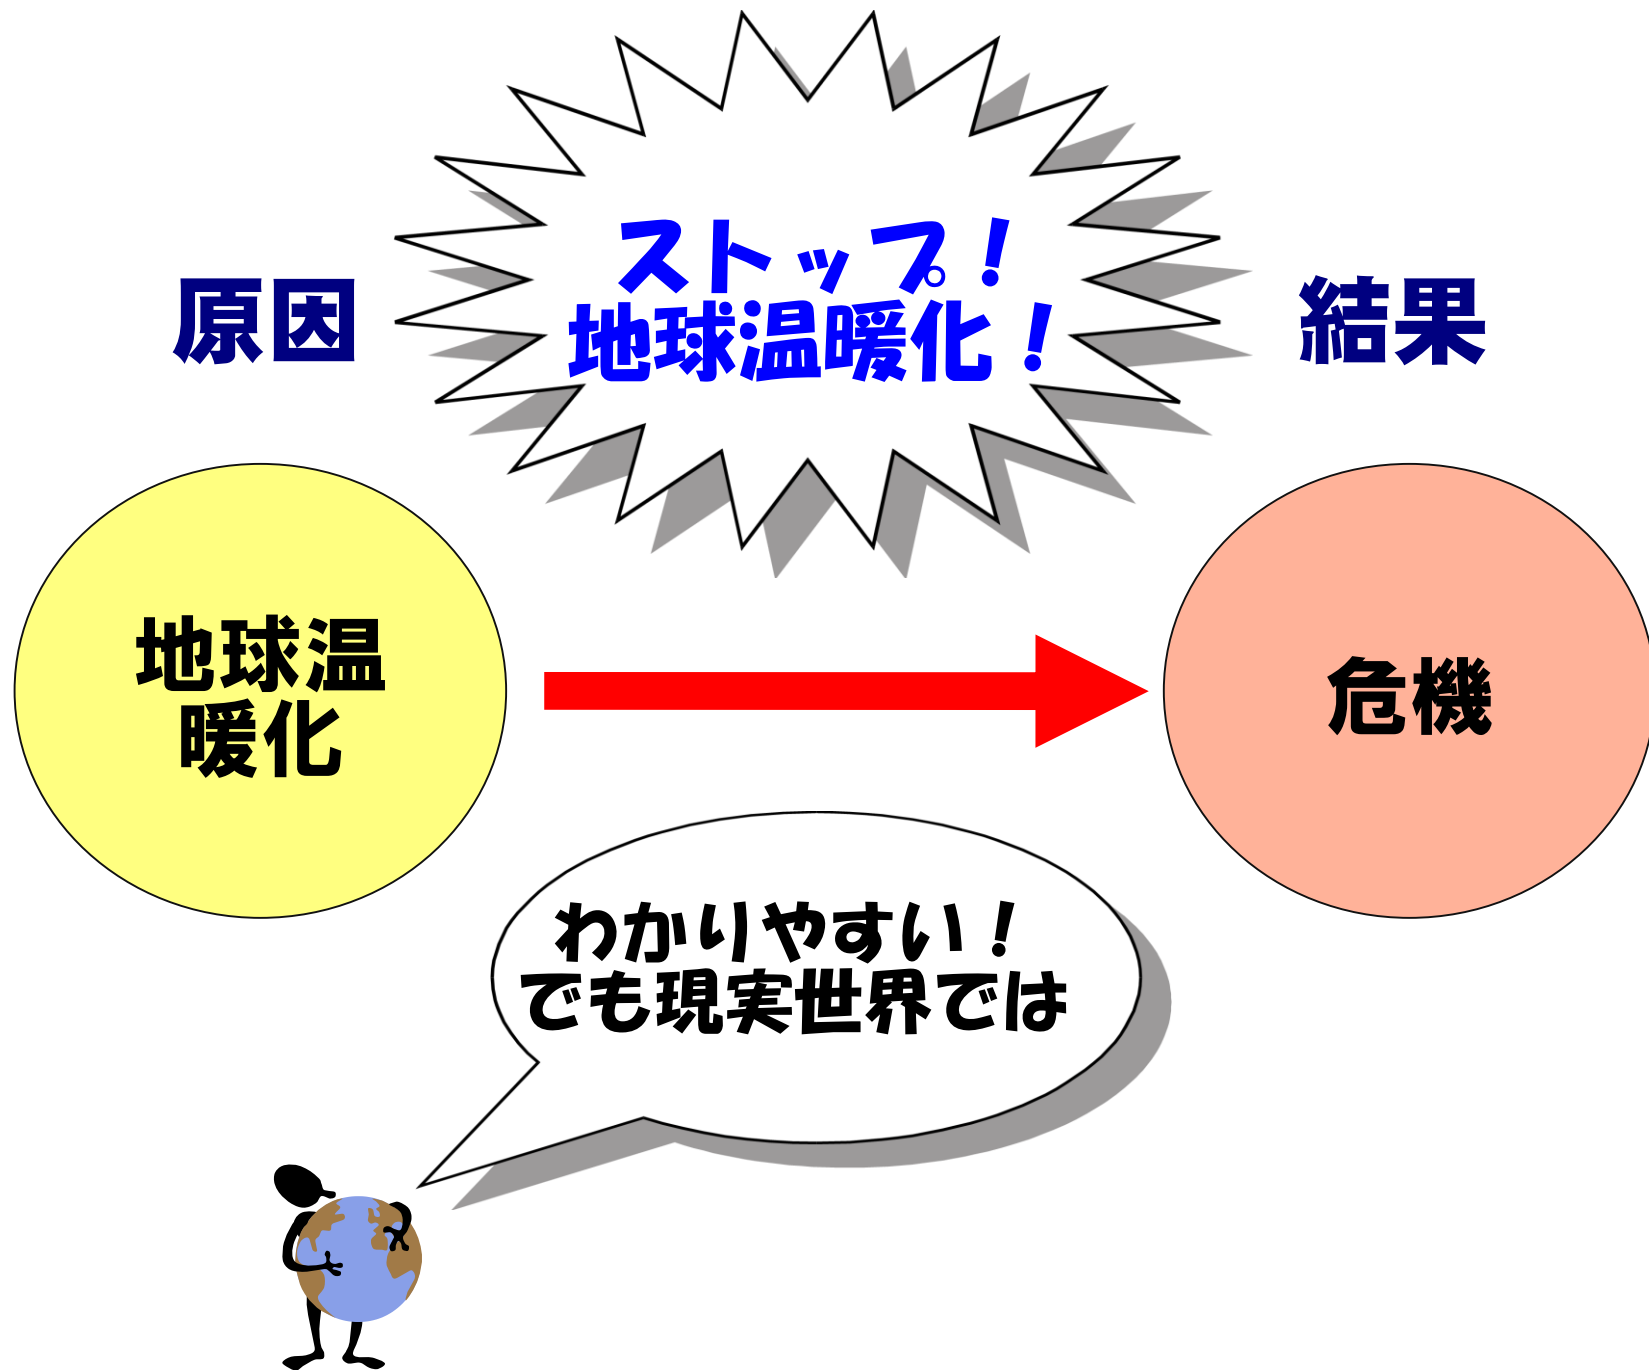 ストップ！
地球温暖化！
原因
結果
地球温
暖化
危機
わかりやすい！
でも現実世界では